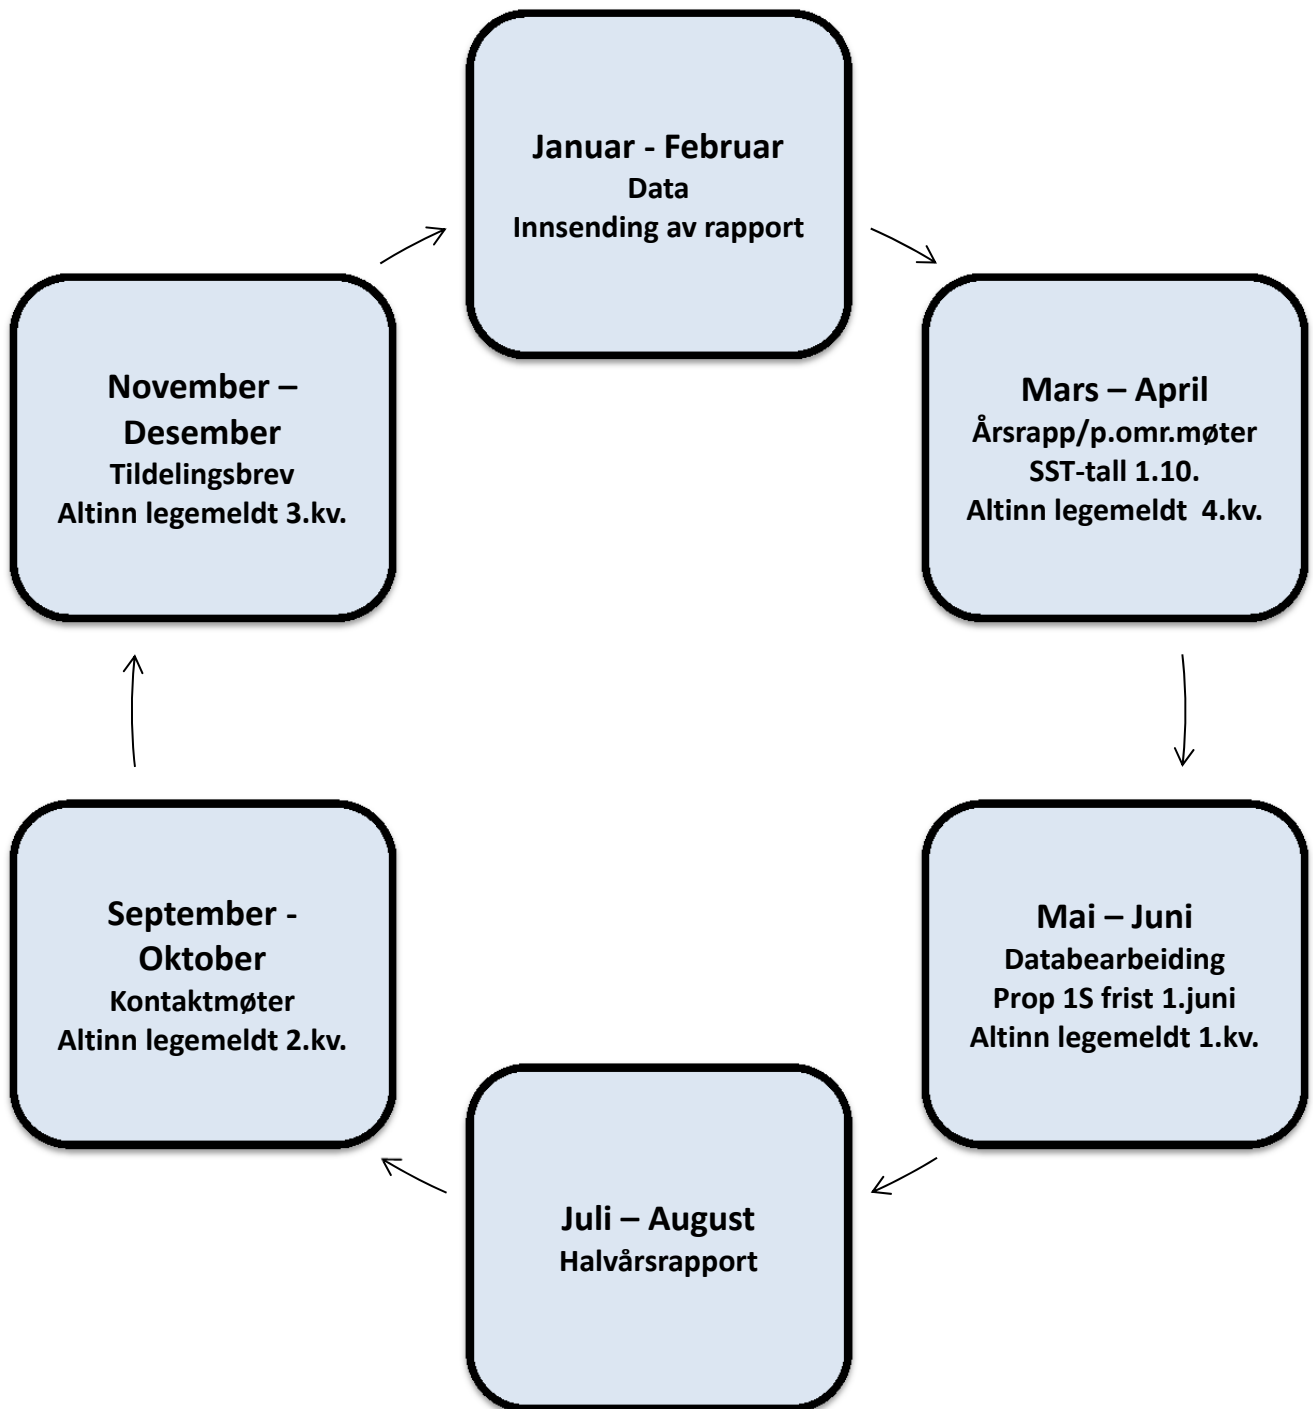 Januar - Februar
Data
Innsending av rapport
Mars – April
Årsrapp/p.omr.møter
SST-tall 1.10.
Altinn legemeldt  4.kv.
Mai – Juni
Databearbeiding
Prop 1S frist 1.juni
Altinn legemeldt 1.kv.
Juli – August
Halvårsrapport
September -
Oktober
Kontaktmøter
Altinn legemeldt 2.kv.
November –
Desember
Tildelingsbrev
Altinn legemeldt 3.kv.